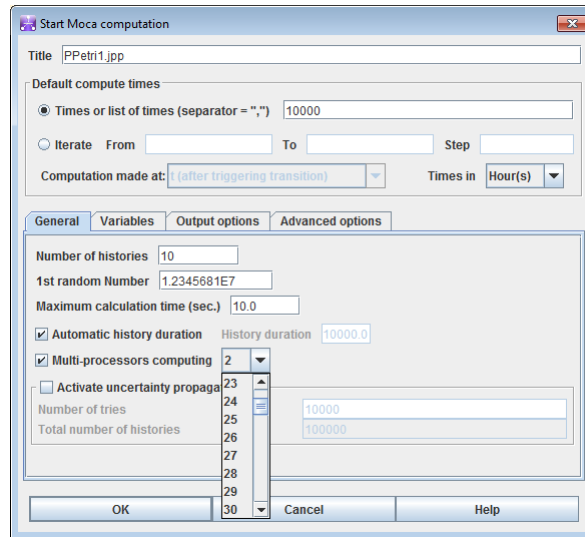 Start Moca computation
Title PPetri1.jpp
Default compute times
Times or list of times (separator = ",") 10000
Iterate From To Step
Computation made at: t (after triggering transition) Times in Hour(s)
General Variables Output options Advanced options
Number of histories 10
1st random Number 1.2345681E7
Maximum calculation time (sec.) 10.0
Automatic history duration History duration 10000.0
Multi-processors computing 2
23
Activate uncertainty propaga
24
Number of tries 10000
25
Total number of histories 100000
26
27
28
29
30
OK Cancel Help